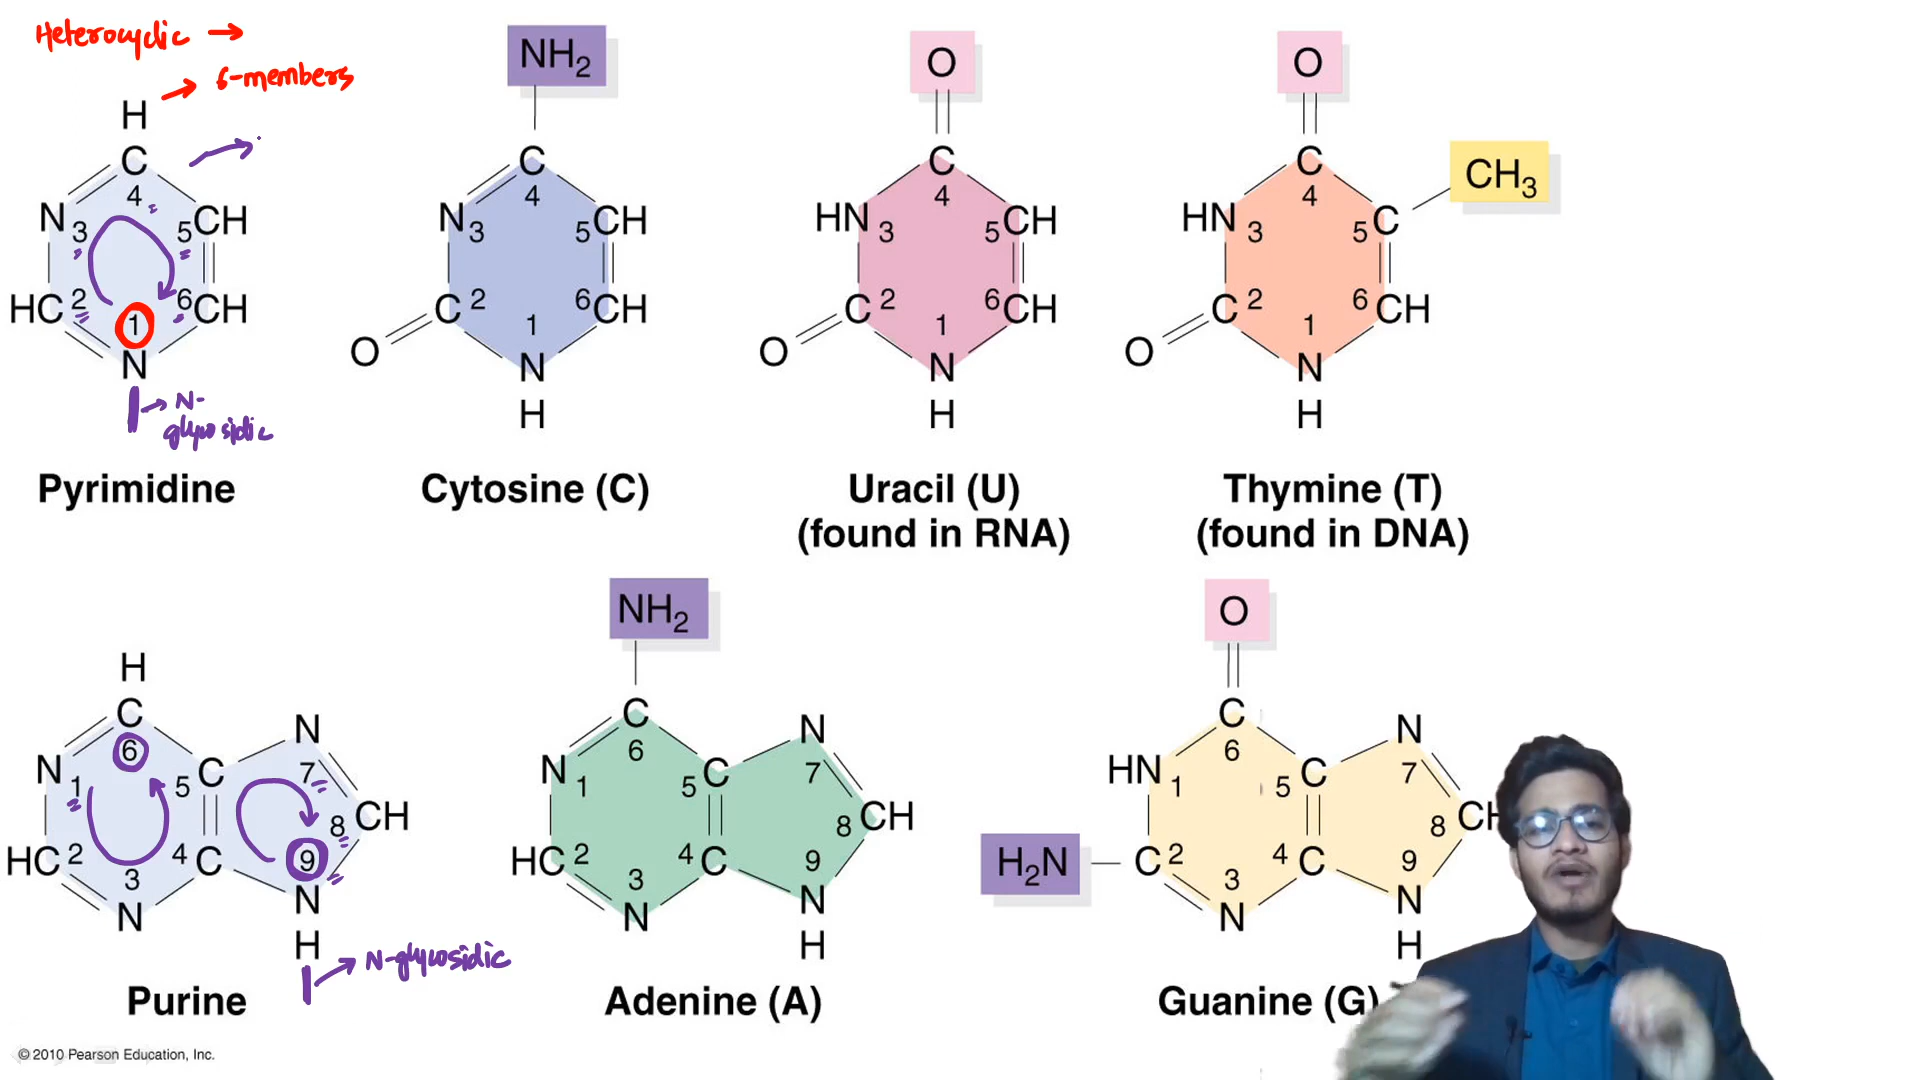 Heterocyclic →
→ 6-members
H
C
4
N 3
5 CH
HC 2
6 CH
1
N
→ N-
glycosidic
Pyrimidine
NH2
C
4
N 3
5 CH
C 2
6 CH
1
O
N
H
Cytosine (C)
O
C
4
HN 3
5 CH
C 2
6 CH
1
O
N
H
Uracil (U)
(found in RNA)
O
CH3
C
4
HN 3
5 C
C 2
6 CH
1
O
N
H
Thymine (T)
(found in DNA)
H
C
N
6
N 1
5 C
7
8 CH
HC 2
4 C
9
3
N
N
H
→ N-glycosidic
Purine
NH2
C
N
6
N 1
5 C
7
8 CH
HC 2
4 C
9
3
N
N
H
Adenine (A)
O
C
N
6
HN 1
5 C
7
8 CH
H2N
C 2
4 C
9
3
N
N
H
Guanine (G)
© 2010 Pearson Education, Inc.